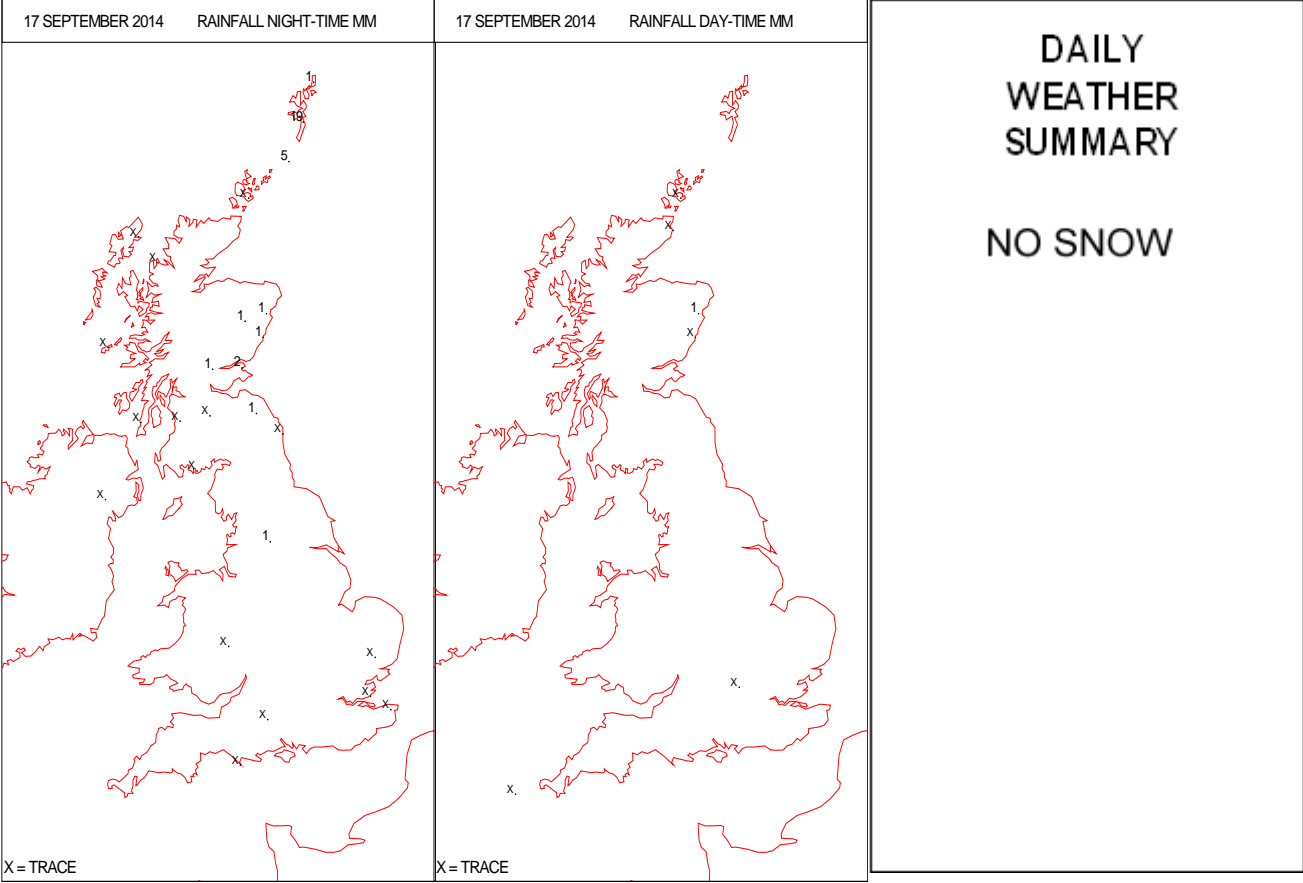 17 SEPTEMBER 2014 RAINFALL NIGHT-TIME MM
1
19
5.
X.
X.
X.
1.
1.
1.
X.
2.
1.
X.
X.
X.
1.
X.
X.
X.
1.
X.
X.
X.
X.
X.
X.
X = TRACE
17 SEPTEMBER 2014 RAINFALL DAY-TIME MM
X.
X.
1.
X.
X.
X.
X = TRACE
DAILY
WEATHER
SUMMARY
NO SNOW